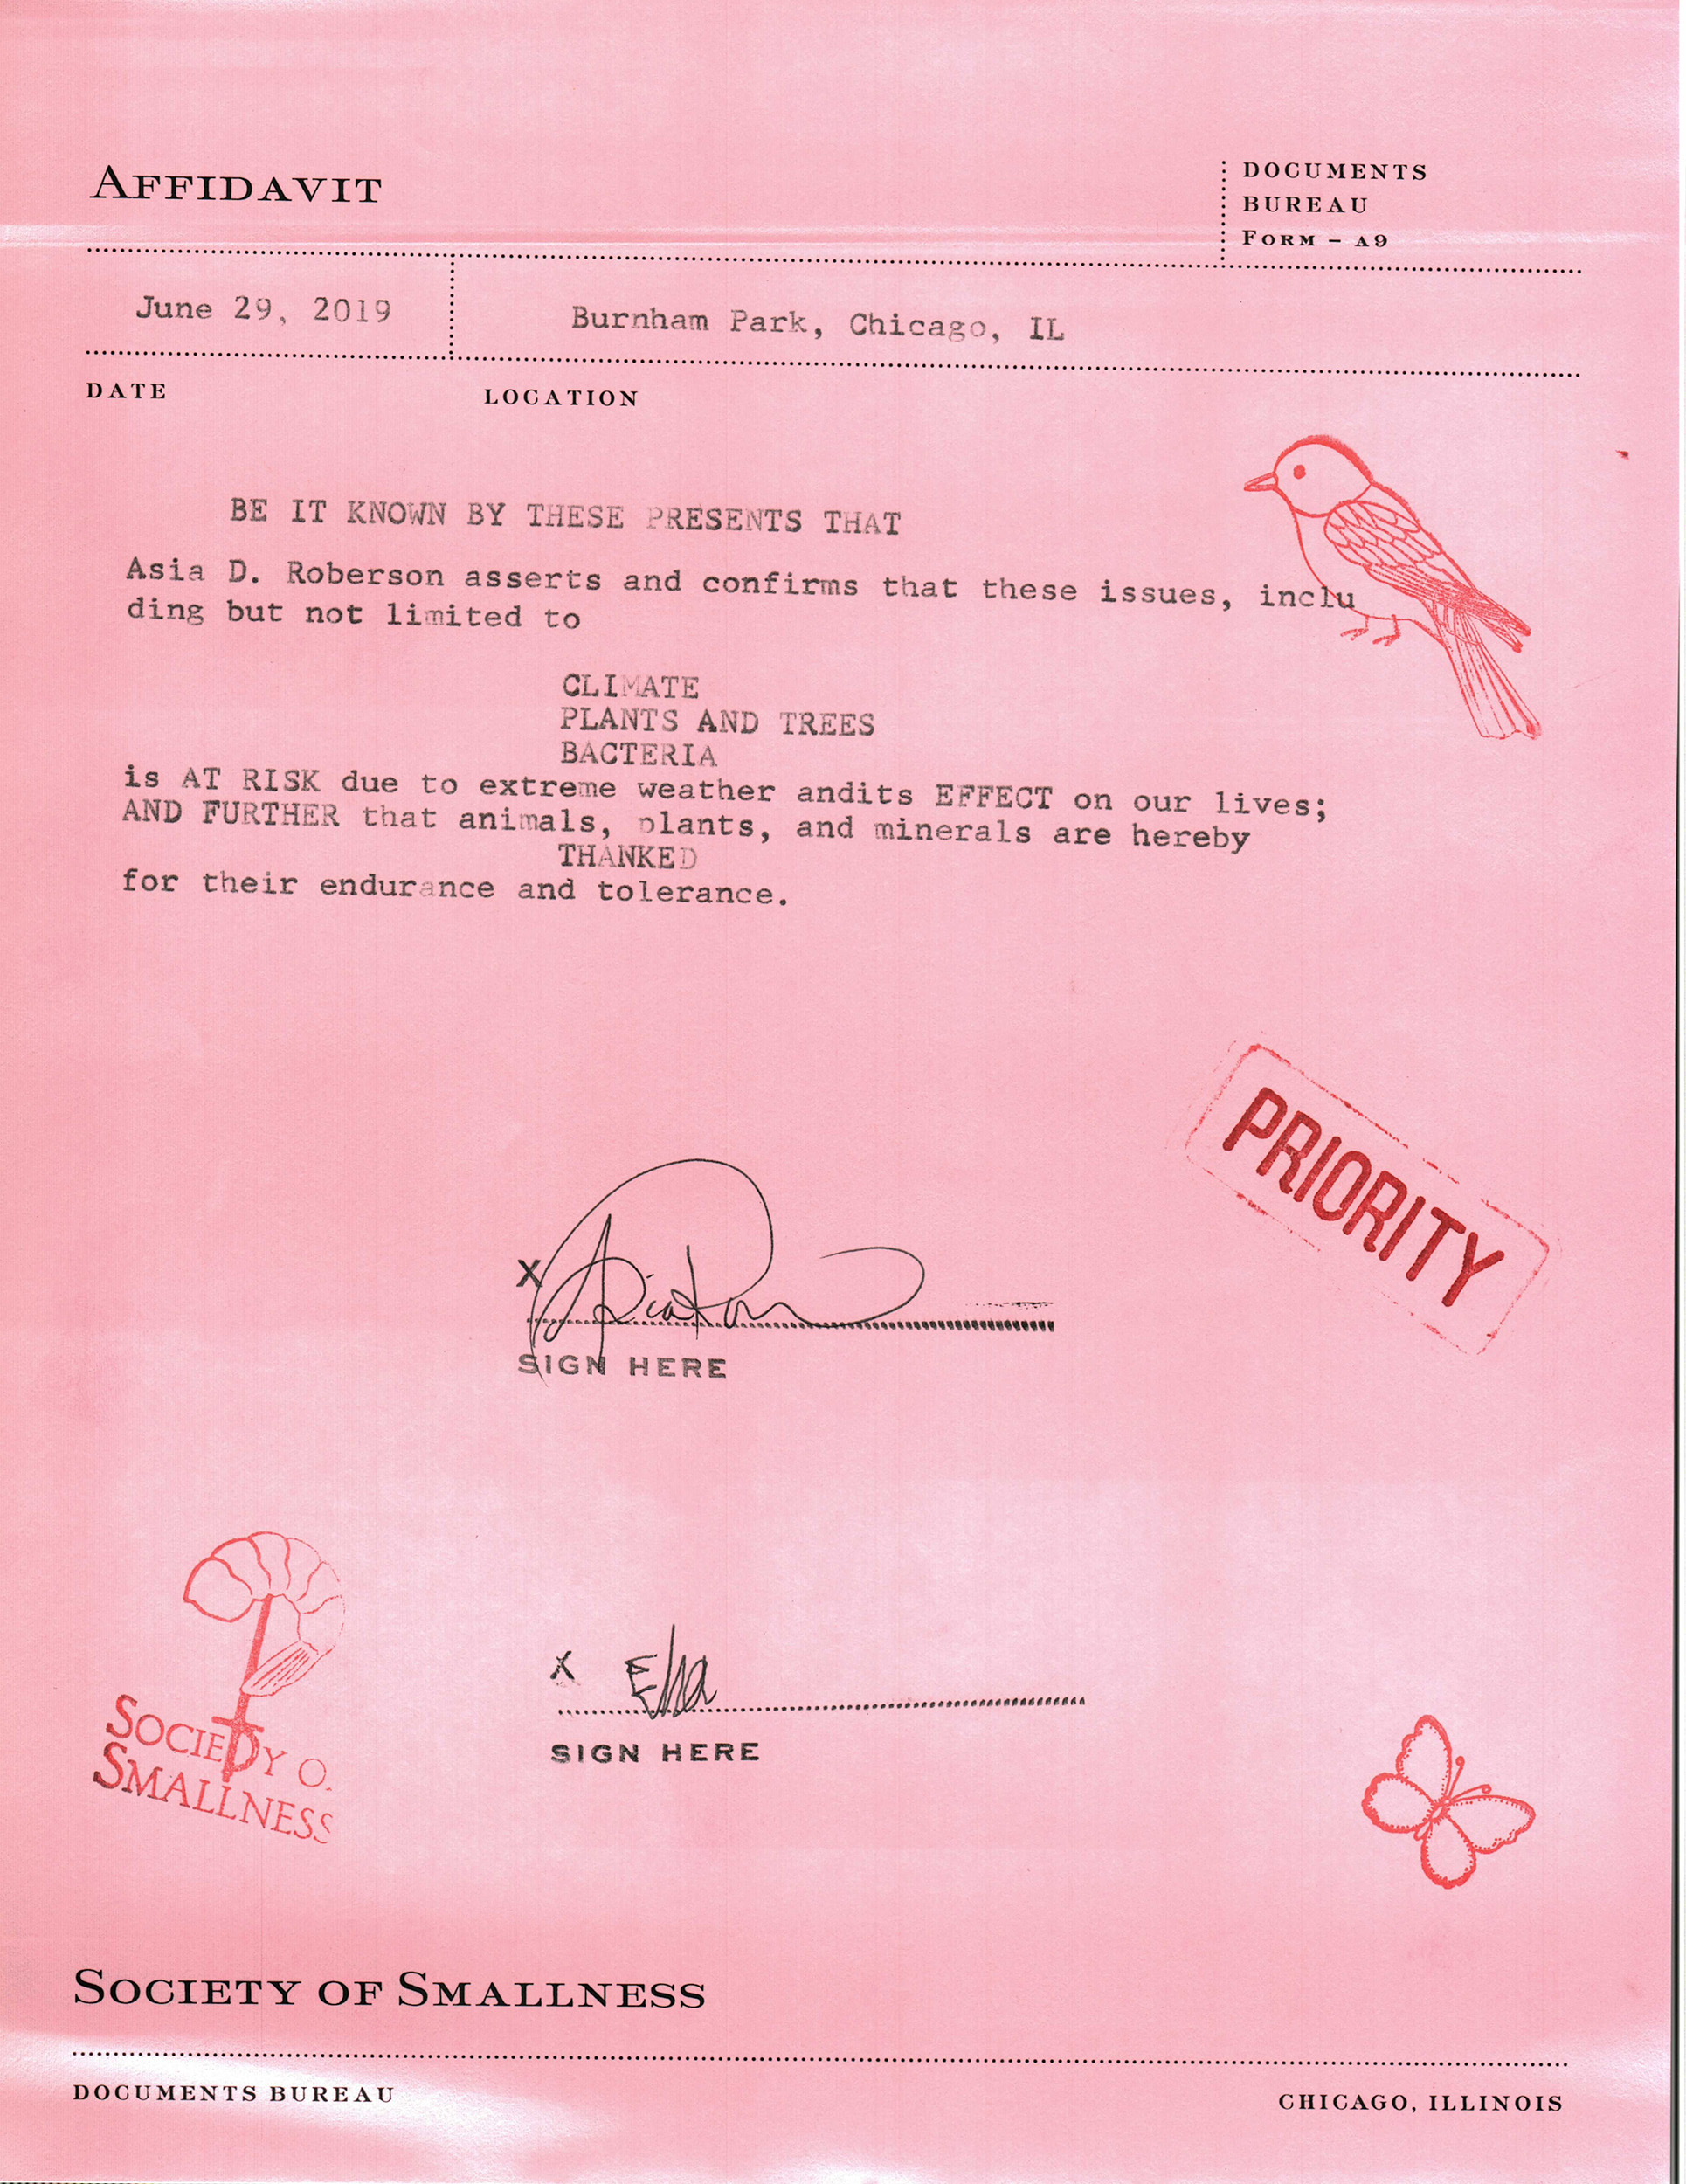 AFFIDAVIT
DOCUMENTS
BUREAU
FORM – A9
June 29, 2019
Burnham Park, Chicago, IL
DATE
LOCATION
BE IT KNOWN BY THESE PRESENTS THAT
Asia D. Roberson asserts and confirms that these issues, inclu
ding but not limited to
CLIMATE
PLANTS AND TREES
BACTERIA
is AT RISK due to extreme weather andits EFFECT on our lives;
AND FURTHER that animals, plants, and minerals are hereby
THANKED
for their endurance and tolerance.
PRIORITY
X
SIGN HERE
X Ella
SIGN HERE
SOCIETY O.
SMALLNESS
SOCIETY OF SMALLNESS
DOCUMENTS BUREAU
CHICAGO, ILLINOIS